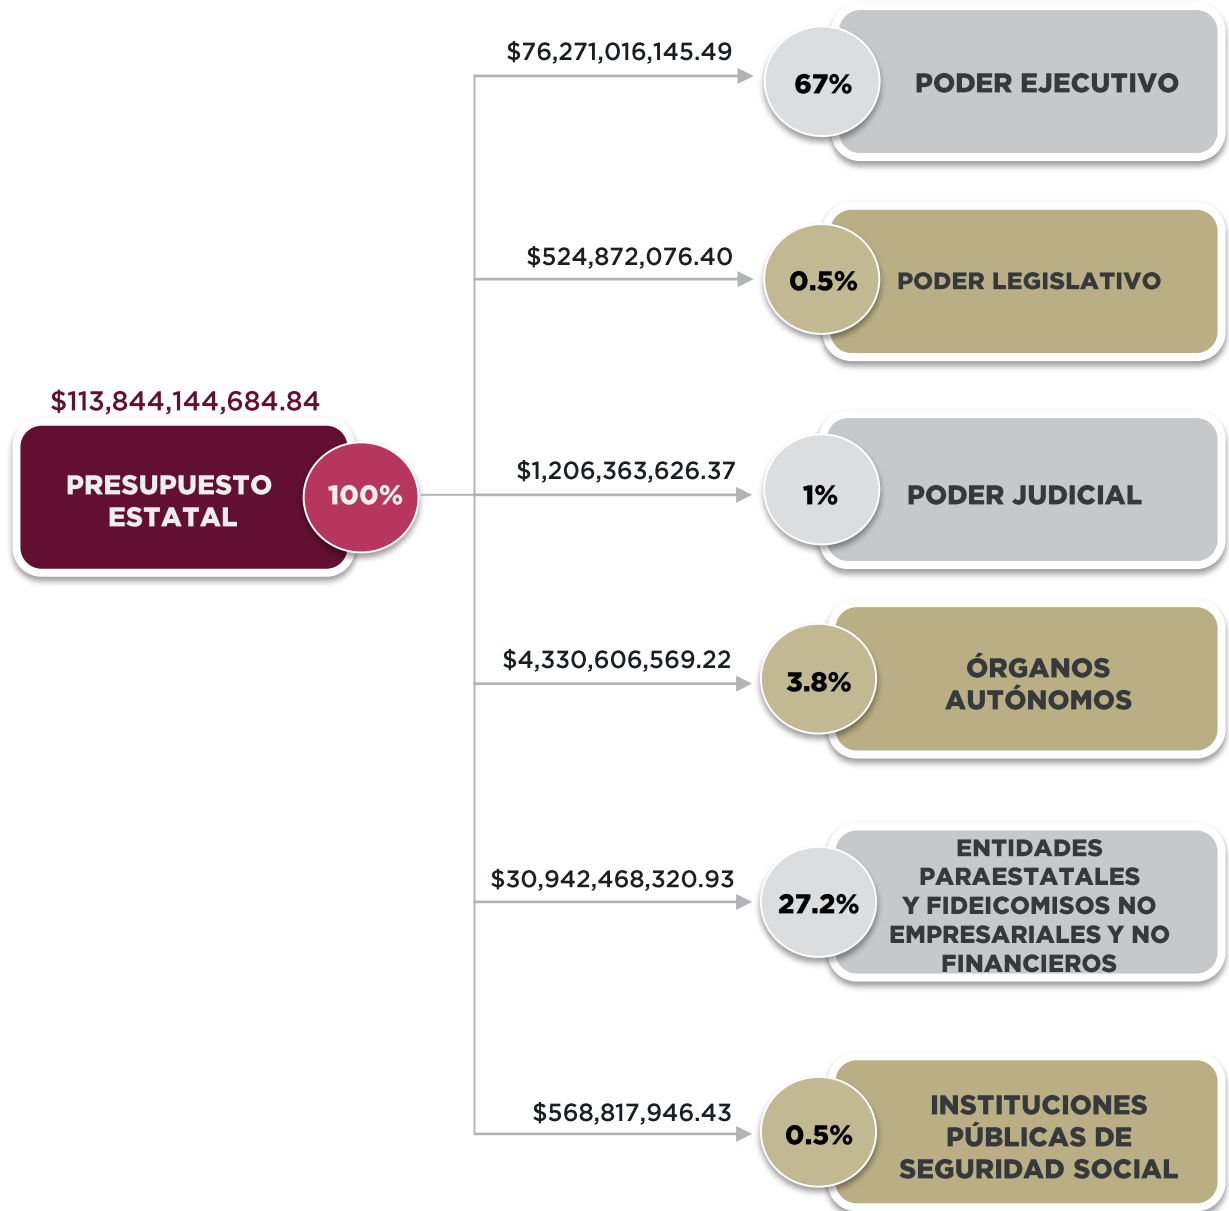 $76,271,016,145.49
67%
PODER EJECUTIVO
$524,872,076.40
0.5%
PODER LEGISLATIVO
$113,844,144,684.84
PRESUPUESTO
ESTATAL
100%
$1,206,363,626.37
1%
PODER JUDICIAL
$4,330,606,569.22
3.8%
ÓRGANOS
AUTÓNOMOS
$30,942,468,320.93
27.2%
ENTIDADES
PARAESTATALES
Y FIDEICOMISOS NO
EMPRESARIALES Y NO
FINANCIEROS
$568,817,946.43
0.5%
INSTITUCIONES
PÚBLICAS DE
SEGURIDAD SOCIAL